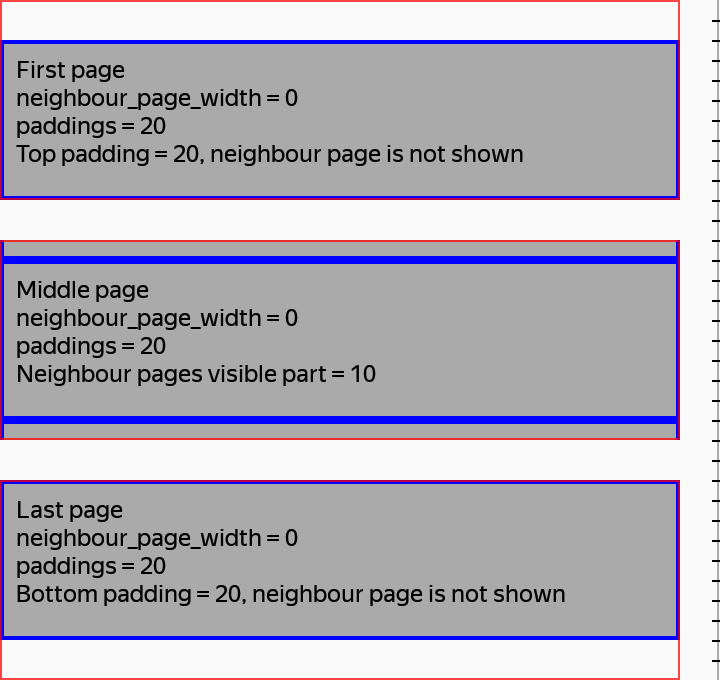 First page
neighbour_page_width = 0
paddings = 20
Top padding = 20, neighbour page is not shown
Middle page
neighbour_page_width = 0
paddings = 20
Neighbour pages visible part = 10
Last page
neighbour_page_width = 0
paddings = 20
Bottom padding = 20, neighbour page is not shown